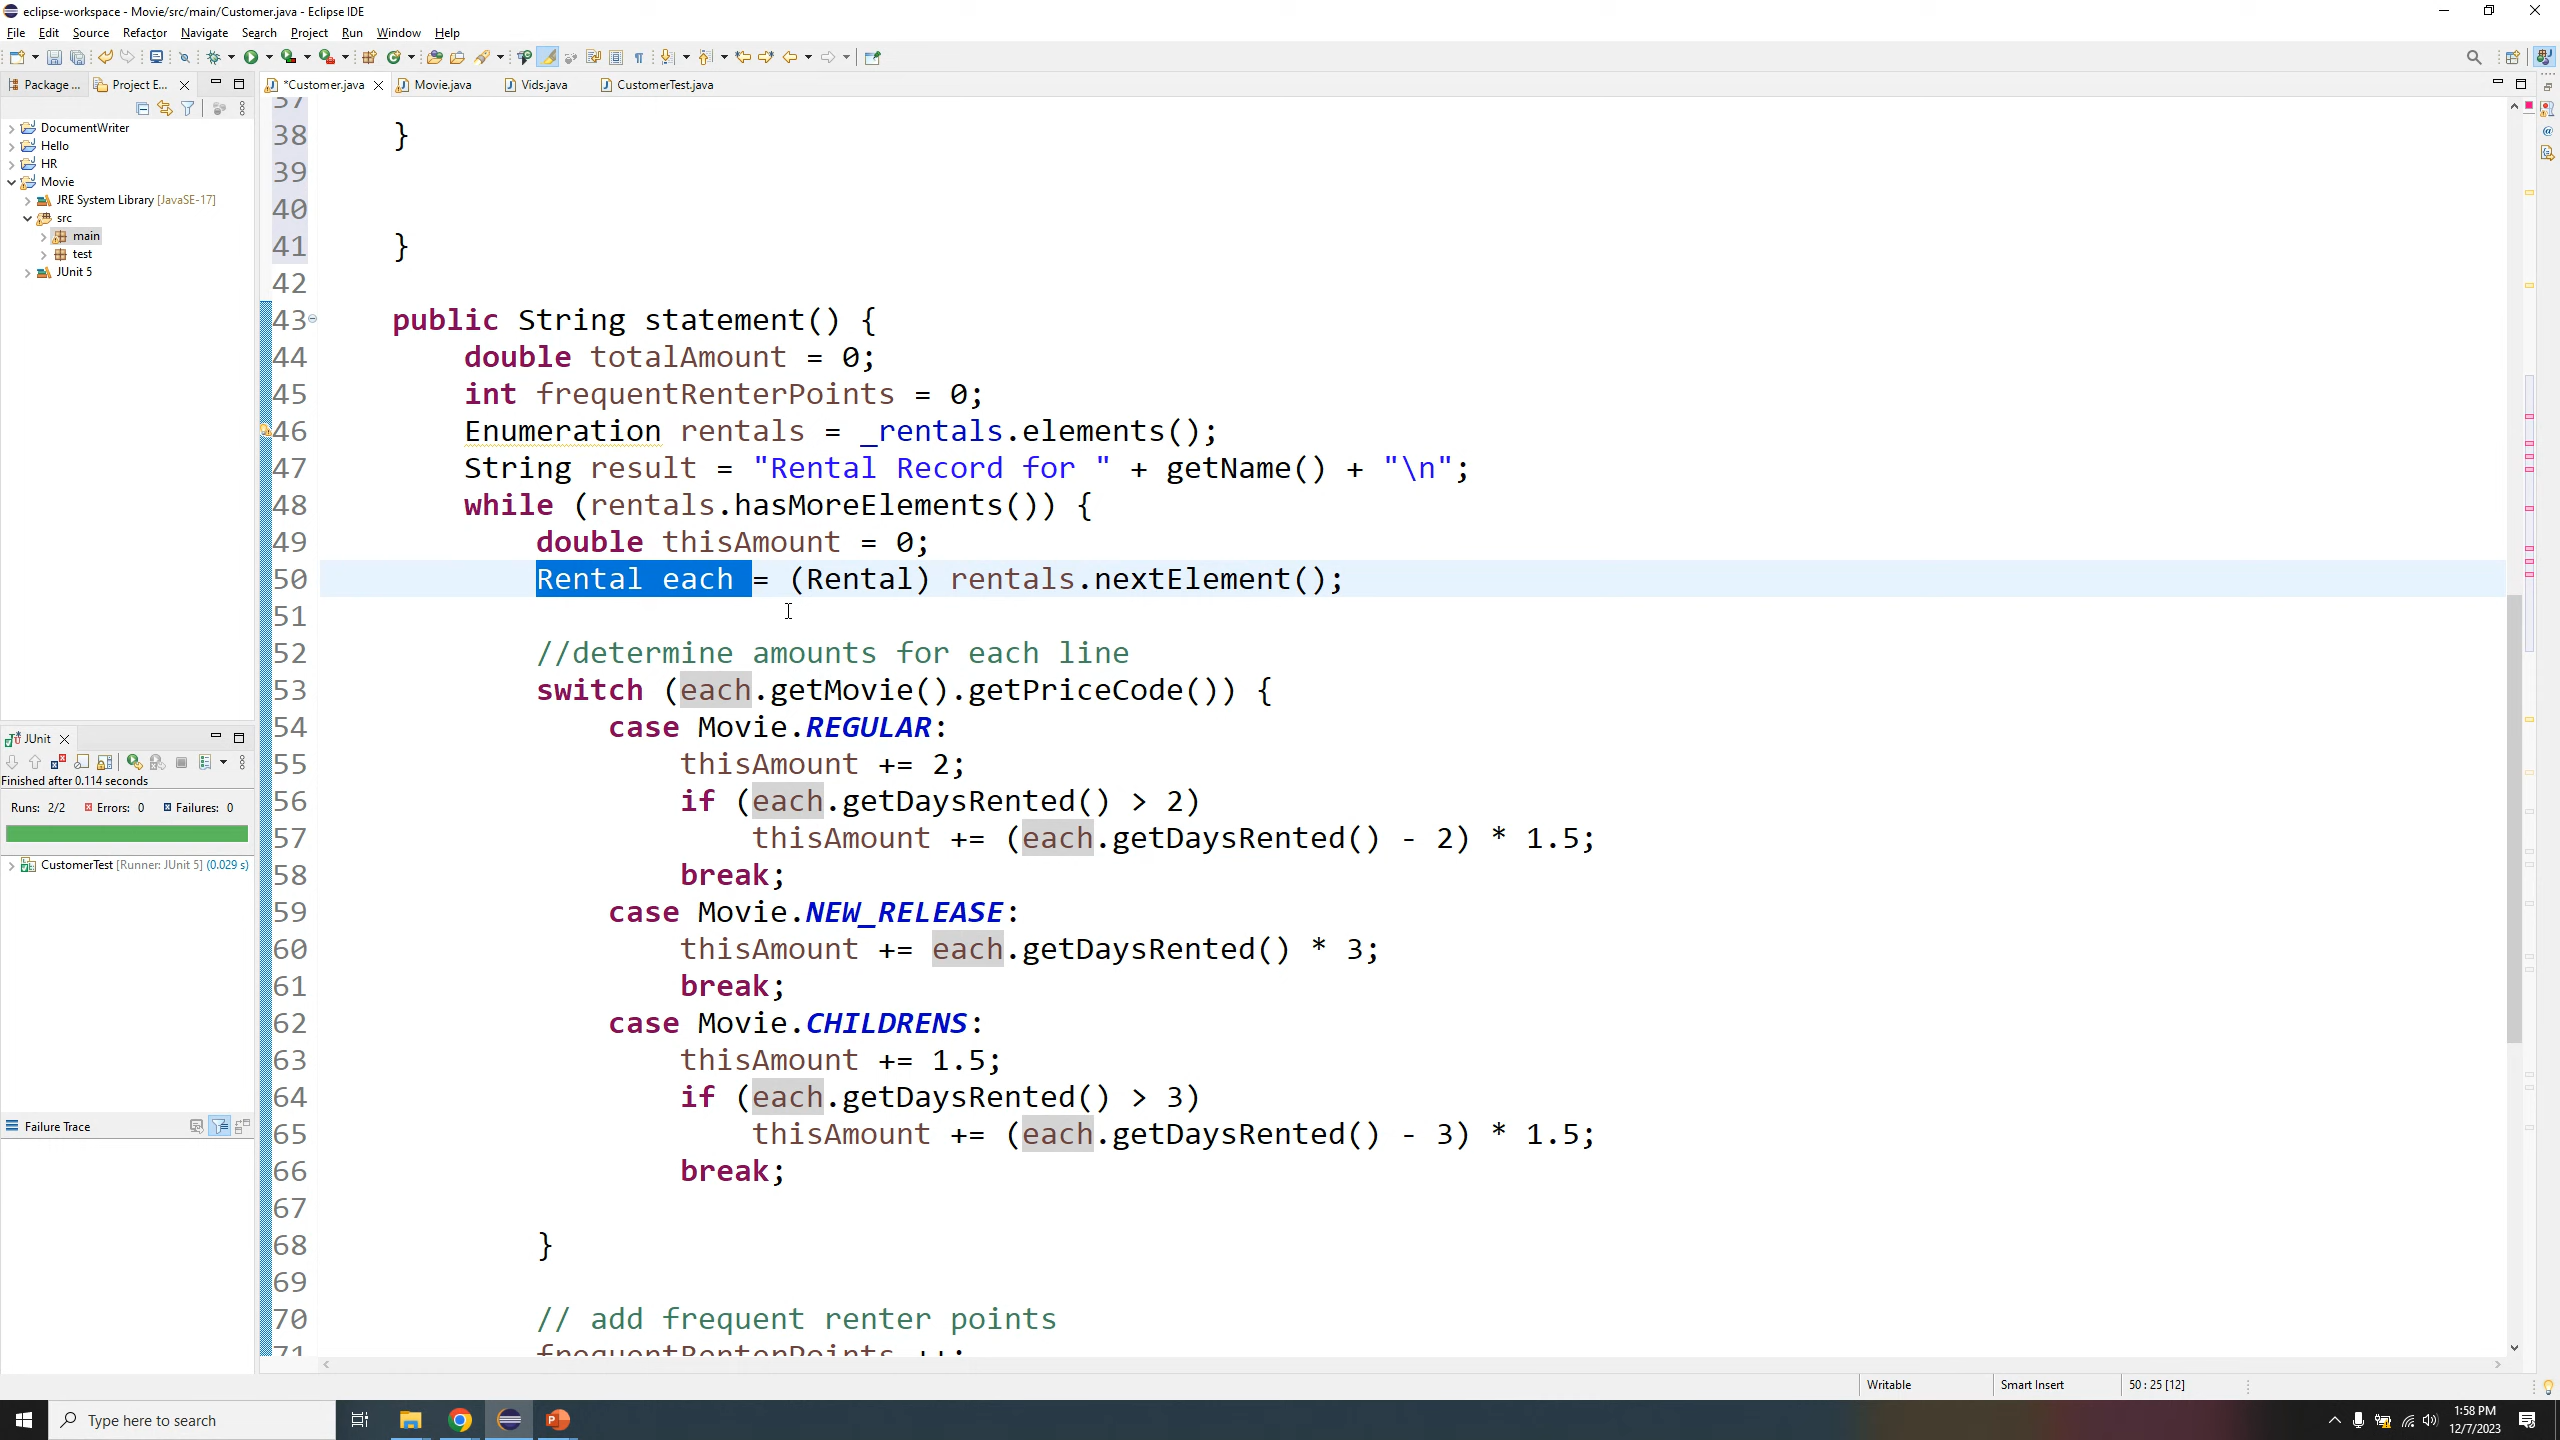 eclipse-workspace - Movie/src/main/Customer.java - Eclipse IDE
File Edit Source Refactor Navigate Search Project Run Window Help
Package ... Project E...
*Customer.java Movie.java Vids.java CustomerTest.java
DocumentWriter
Hello
HR
Movie
JRE System Library [JavaSE-17]
src
main
test
JUnit 5
37
38 }
39
40
41 }
42
43 public String statement() {
44 double totalAmount = 0;
45 int frequentRenterPoints = 0;
46 Enumeration rentals = _rentals.elements();
47 String result = "Rental Record for " + getName() + "\n";
48 while (rentals.hasMoreElements()) {
49 double thisAmount = 0;
50 Rental each = (Rental) rentals.nextElement();
51
52 //determine amounts for each line
53 switch (each.getMovie().getPriceCode()) {
54 case Movie.REGULAR:
55 thisAmount += 2;
56 if (each.getDaysRented() > 2)
57 thisAmount += (each.getDaysRented() - 2) * 1.5;
58 break;
59 case Movie.NEW_RELEASE:
60 thisAmount += each.getDaysRented() * 3;
61 break;
62 case Movie.CHILDRENS:
63 thisAmount += 1.5;
64 if (each.getDaysRented() > 3)
65 thisAmount += (each.getDaysRented() - 3) * 1.5;
66 break;
67
68 }
69
70 // add frequent renter points
71 frequentRenterPoints ++;
JUnit
Finished after 0.114 seconds
Runs: 2/2 Errors: 0 Failures: 0
CustomerTest [Runner: JUnit 5] (0.029 s)
Failure Trace
Writable Smart Insert 50 : 25 [12]
Type here to search
1:58 PM
12/7/2023